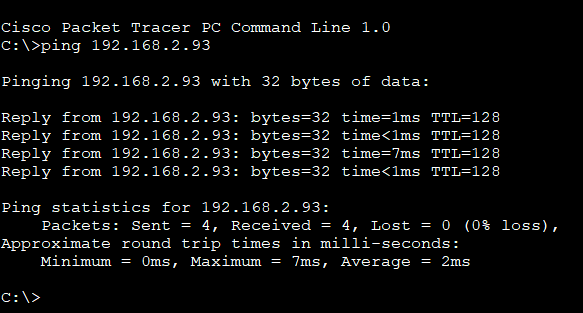 Cisco Packet Tracer PC Command Line 1.0
C:\>ping 192.168.2.93
Pinging 192.168.2.93 with 32 bytes of data:
Reply from 192.168.2.93: bytes=32 time=1ms TTL=128
Reply from 192.168.2.93: bytes=32 time<1ms TTL=128
Reply from 192.168.2.93: bytes=32 time=7ms TTL=128
Reply from 192.168.2.93: bytes=32 time<1ms TTL=128
Ping statistics for 192.168.2.93:
Packets: Sent = 4, Received = 4, Lost = 0 (0% loss),
Approximate round trip times in milli-seconds:
Minimum = 0ms, Maximum = 7ms, Average = 2ms
C:\>